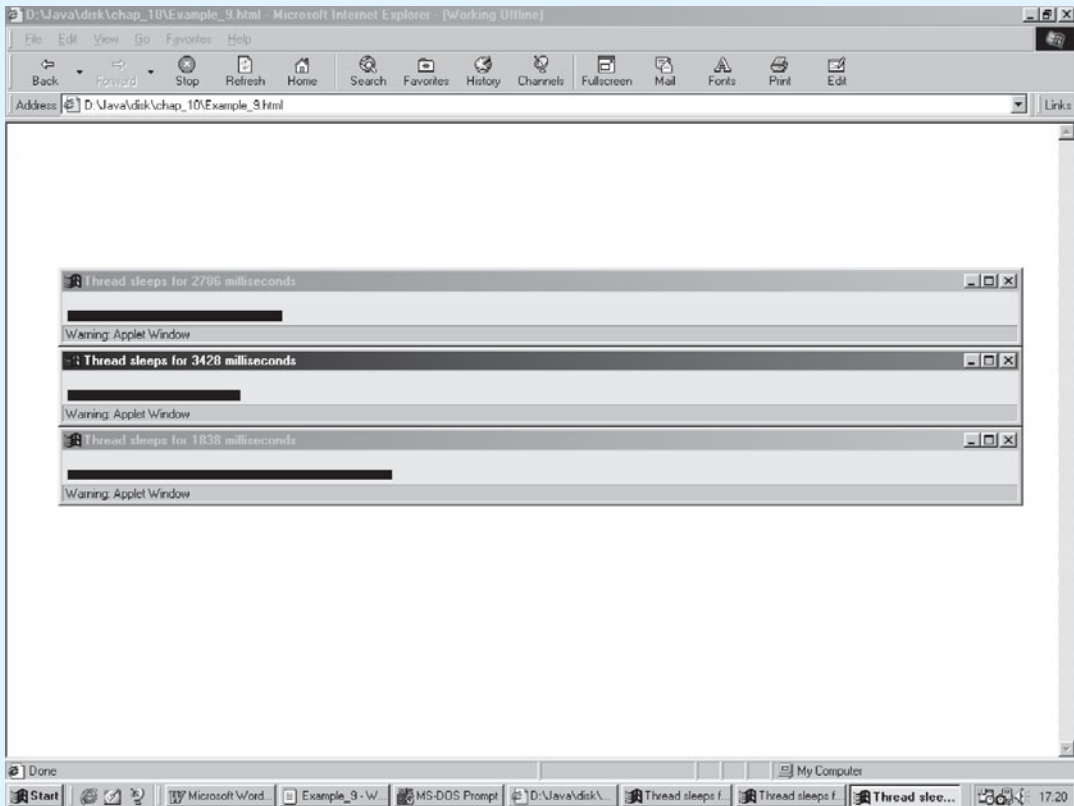 D:\Java\disk\chap_10\Example_9.html - Microsoft Internet Explorer - [Working Offline]
File Edit View Go Favorites Help
Back Forward Stop Refresh Home Search Favorites History Channels Fullscreen Mail Fonts Print Edit
Address D:\Java\disk\chap_10\Example_9.html Links
Thread sleeps for 2786 milliseconds
Warning: Applet Window
Thread sleeps for 3428 milliseconds
Warning: Applet Window
Thread sleeps for 1838 milliseconds
Warning: Applet Window
Done My Computer
Start Microsoft Word... Example_9 - W... MS-DOS Prompt D:\Java\disk\... Thread sleeps f... Thread sleeps f... Thread slee... 17:20